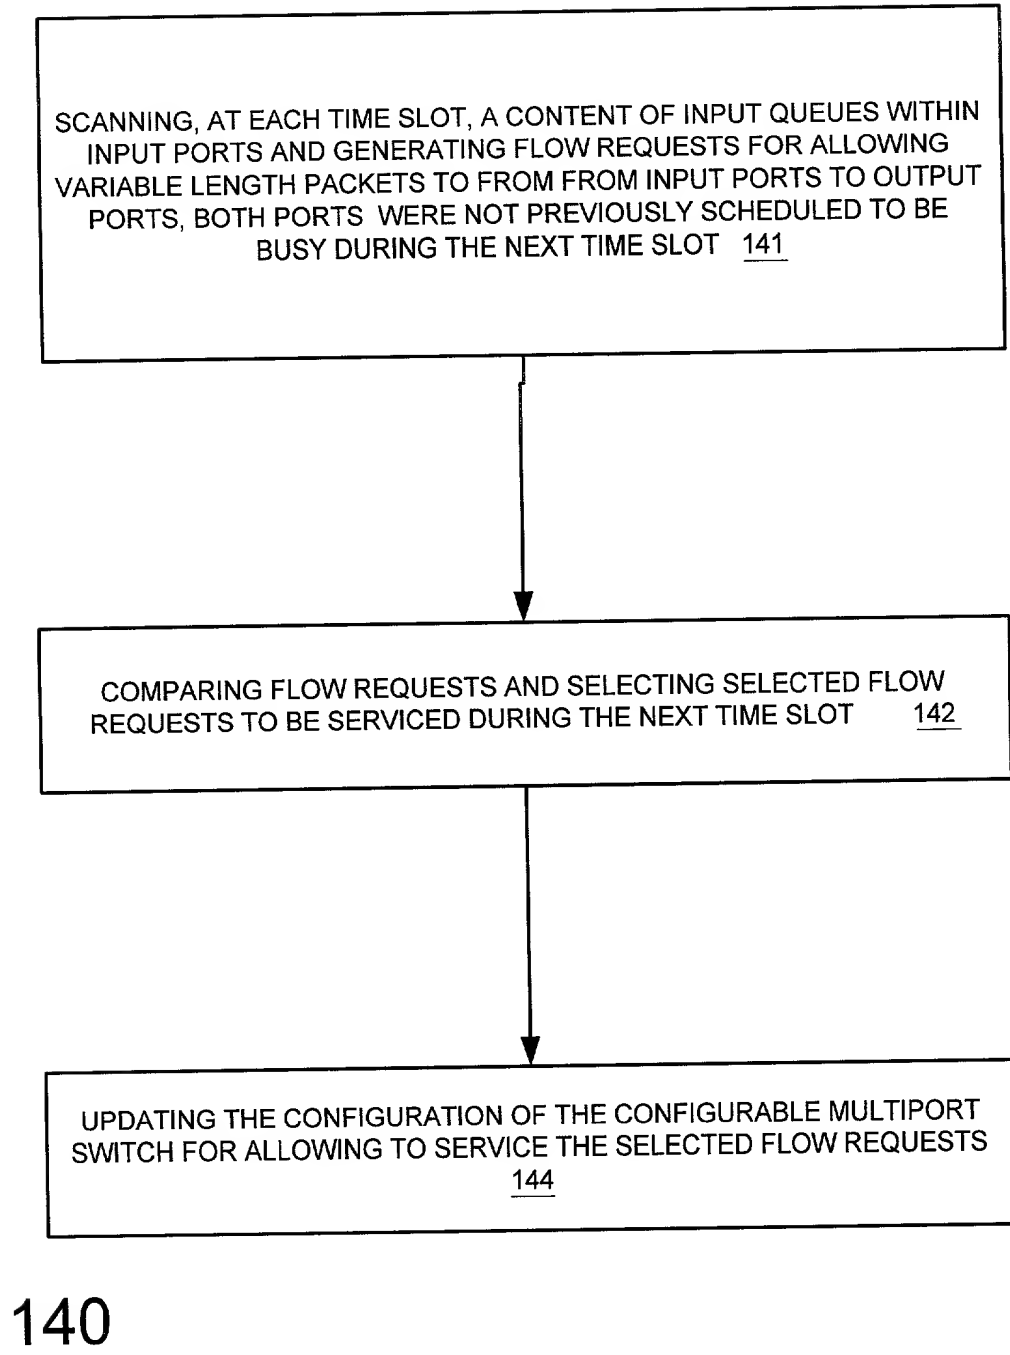 SCANNING, AT EACH TIME SLOT, A CONTENT OF INPUT QUEUES WITHIN
INPUT PORTS AND GENERATING FLOW REQUESTS FOR ALLOWING
VARIABLE LENGTH PACKETS TO FROM FROM INPUT PORTS TO OUTPUT
PORTS, BOTH PORTS WERE NOT PREVIOUSLY SCHEDULED TO BE
BUSY DURING THE NEXT TIME SLOT 141
COMPARING FLOW REQUESTS AND SELECTING SELECTED FLOW
REQUESTS TO BE SERVICED DURING THE NEXT TIME SLOT 142
UPDATING THE CONFIGURATION OF THE CONFIGURABLE MULTIPORT
SWITCH FOR ALLOWING TO SERVICE THE SELECTED FLOW REQUESTS
144
140